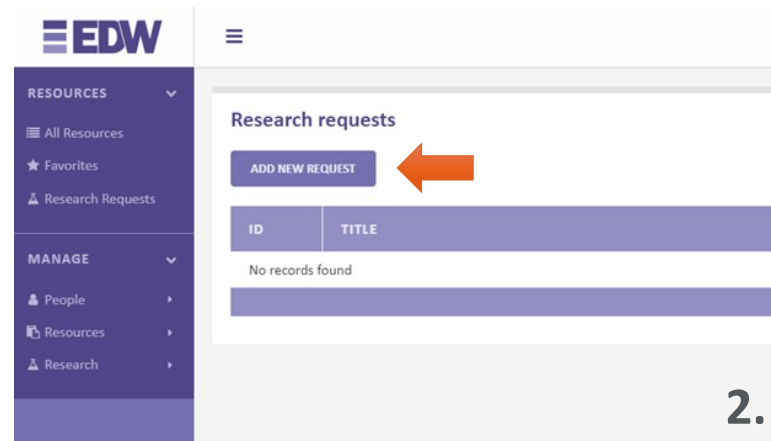 EDW
RESOURCES
All Resources
Favorites
Research Requests
MANAGE
People
Resources
Research
Research requests
ADD NEW REQUEST
ID TITLE
No records found
2.